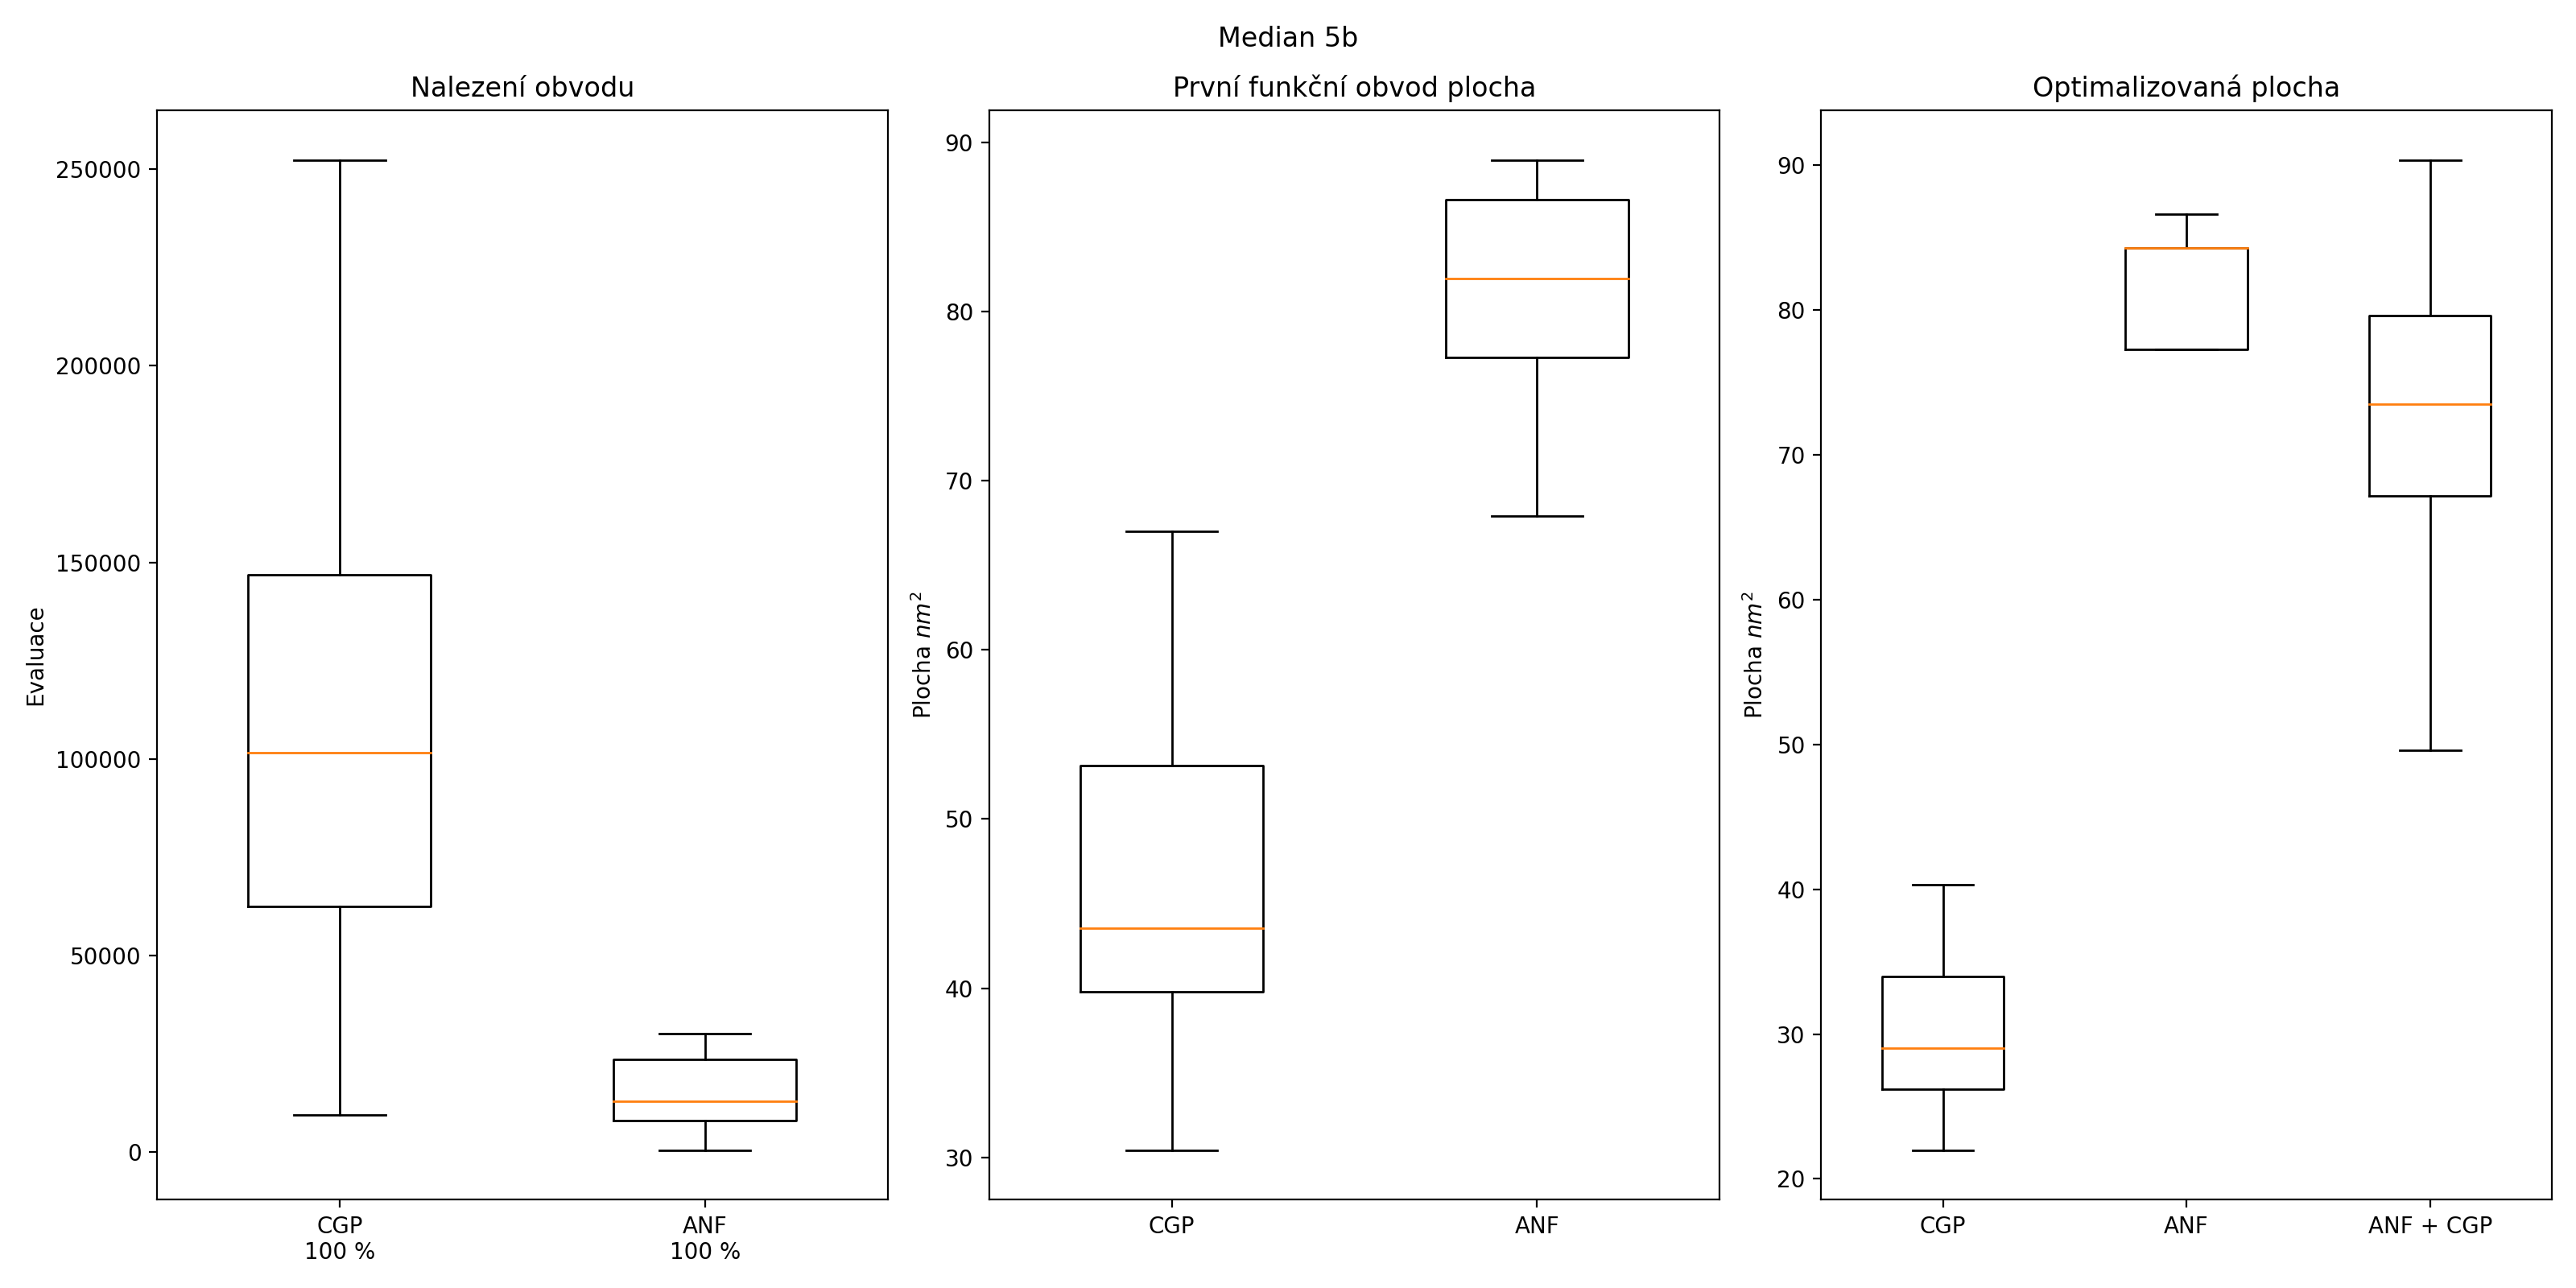 Median 5b
Nalezení obvodu
Evaluace
250000
200000
150000
100000
50000
0
CGP
100 %
ANF
100 %
První funkční obvod plocha
Plocha nm²
90
80
70
60
50
40
30
CGP
ANF
Optimalizovaná plocha
Plocha nm²
90
80
70
60
50
40
30
20
CGP
ANF
ANF + CGP